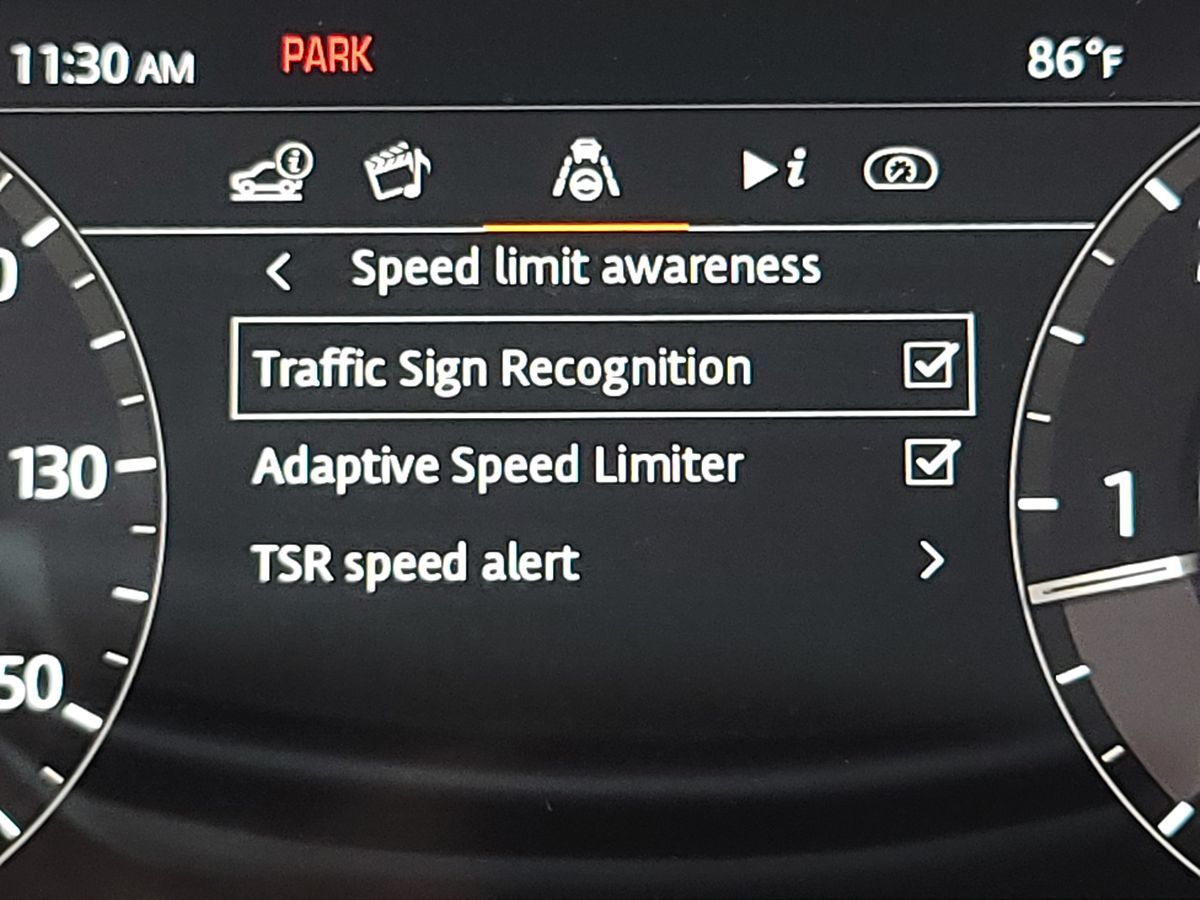 11:30 AM
PARK
86°F
Speed limit awareness
Traffic Sign Recognition
Adaptive Speed Limiter
TSR speed alert
130
1